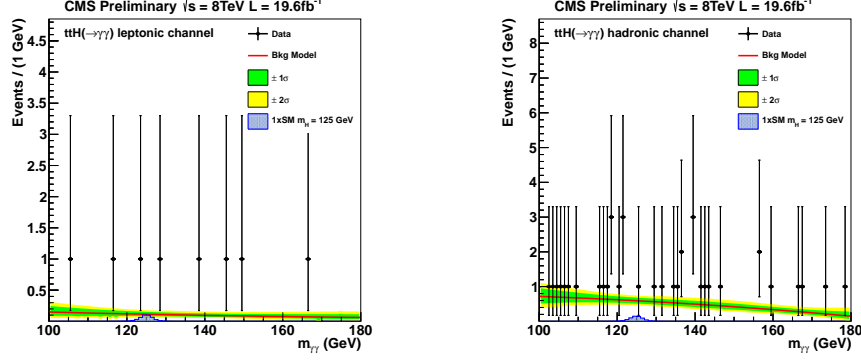 CMS Preliminary √s = 8TeV L = 19.6fb⁻¹
ttH(→γγ) leptonic channel
Data
Bkg Model
± 1σ
± 2σ
1xSM m_H = 125 GeV
Events / (1 GeV)
4.5
4
3.5
3
2.5
2
1.5
1
0.5
100 120 140 160 180
m_γγ (GeV)
CMS Preliminary √s = 8TeV L = 19.6fb⁻¹
ttH(→γγ) hadronic channel
Data
Bkg Model
± 1σ
± 2σ
1xSM m_H = 125 GeV
Events / (1 GeV)
8
7
6
5
4
3
2
1
0
100 120 140 160 180
m_γγ (GeV)